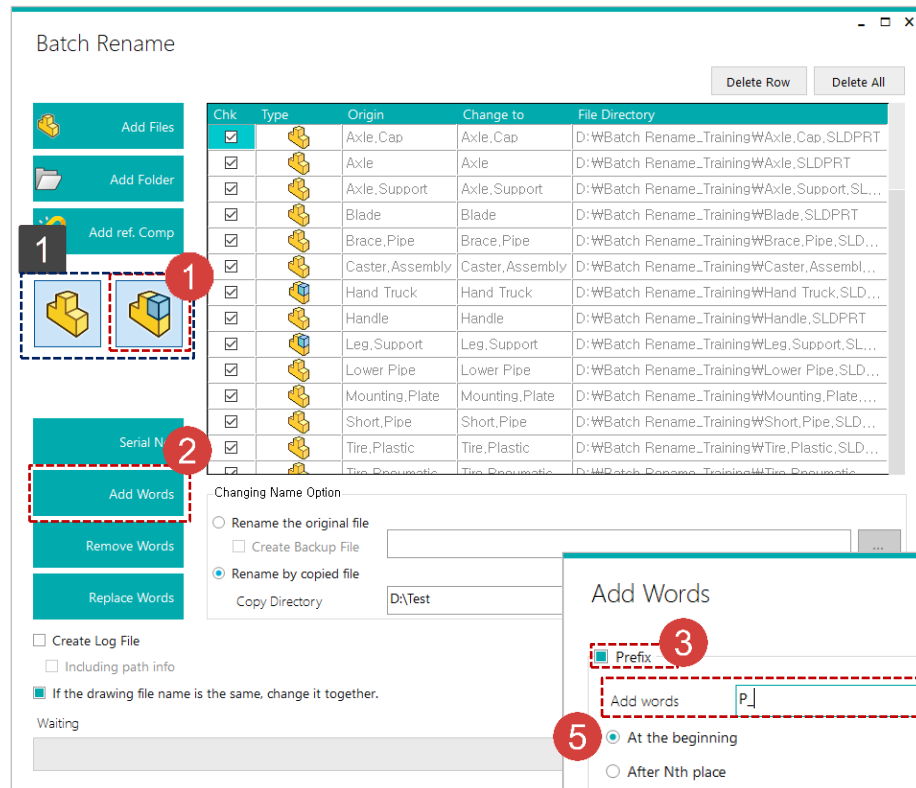 Batch Rename
Delete Row Delete All
Add Files
Add Folder
Add ref. Comp
1
1
Chk Type Origin Change to File Directory
Axle,Cap Axle,Cap D:₩Batch Rename_Training₩Axle,Cap,SLDPRT
Axle Axle D:₩Batch Rename_Training₩Axle,SLDPRT
Axle,Support Axle,Support D:₩Batch Rename_Training₩Axle,Support,SL...
Blade Blade D:₩Batch Rename_Training₩Blade,SLDPRT
Brace,Pipe Brace,Pipe D:₩Batch Rename_Training₩Brace,Pipe,SLD...
Caster,Assembly Caster,Assembly D:₩Batch Rename_Training₩Caster,Assembl...
Hand Truck Hand Truck D:₩Batch Rename_Training₩Hand Truck,SLD...
Handle Handle D:₩Batch Rename_Training₩Handle,SLDPRT
Leg,Support Leg,Support D:₩Batch Rename_Training₩Leg,Support,SL...
Lower Pipe Lower Pipe D:₩Batch Rename_Training₩Lower Pipe,SLD...
Mounting,Plate Mounting,Plate D:₩Batch Rename_Training₩Mounting,Plate,...
Short,Pipe Short,Pipe D:₩Batch Rename_Training₩Short,Pipe,SLD...
Tire,Plastic Tire,Plastic D:₩Batch Rename_Training₩Tire,Plastic,SLD...
Tire,Pneumatic Tire,Pneumatic D:₩Batch Rename_Training₩Tire,Pneumatic
Serial N
2
Add Words
Remove Words
Replace Words
Changing Name Option
Rename the original file
Create Backup File ...
Rename by copied file
Copy Directory D:\Test
Create Log File
Including path info
If the drawing file name is the same, change it together.
Waiting
Add Words
Prefix 3
Add words P_
5 At the beginning
After Nth place